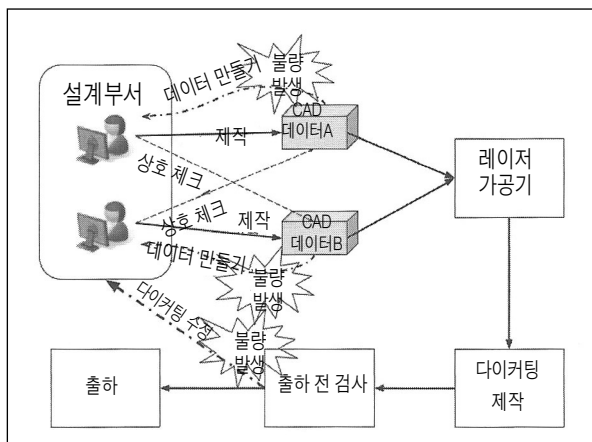 데이터 만들기
불량
발생
설계부서
CAD
데이터A
제작
상호 체크
레이저
가공기
상호 체크
제작
CAD
데이터B
데이터 만들기
불량
발생
다이커팅 수정
불량
발생
출하
출하 전 검사
다이커팅
제작